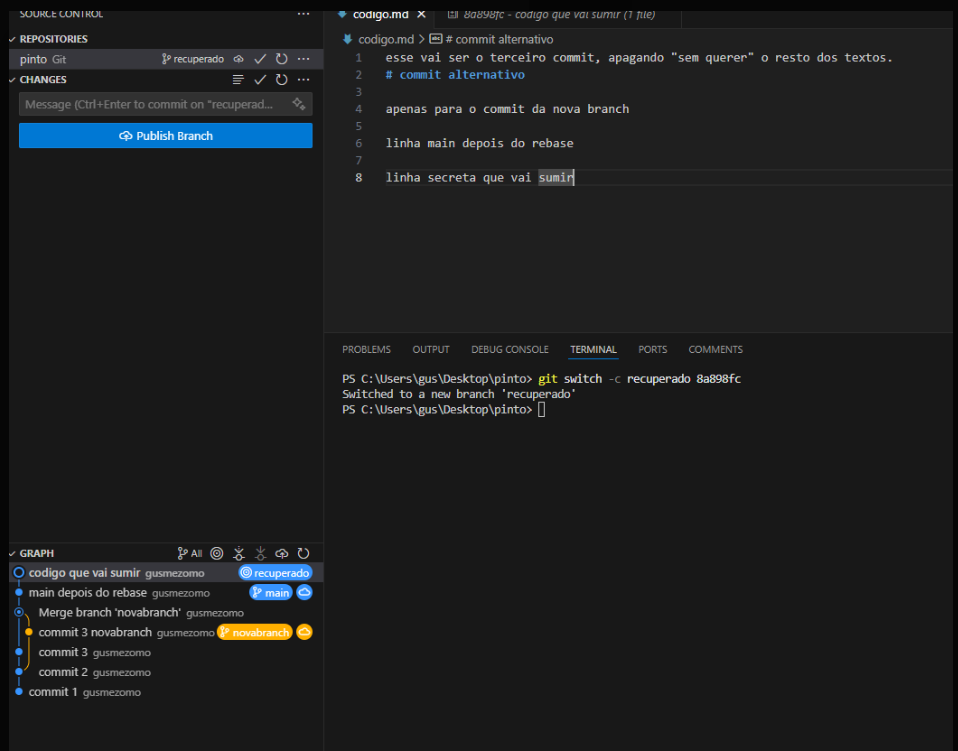 SOURCE CONTROL
REPOSITORIES
pinto Git recuperado
CHANGES
Message (Ctrl+Enter to commit on "recuperad...
Publish Branch
GRAPH All
codigo que vai sumir gusmezomo recuperado
main depois do rebase gusmezomo main
Merge branch 'novabranch' gusmezomo
commit 3 novabranch gusmezomo novabranch
commit 3 gusmezomo
commit 2 gusmezomo
commit 1 gusmezomo
codigo.md 8a898fc - codigo que vai sumir (1 file)
codigo.md > abc # commit alternativo
1 esse vai ser o terceiro commit, apagando "sem querer" o resto dos textos.
2 # commit alternativo
3
4 apenas para o commit da nova branch
5
6 linha main depois do rebase
7
8 linha secreta que vai sumir
PROBLEMS OUTPUT DEBUG CONSOLE TERMINAL PORTS COMMENTS
PS C:\Users\gus\Desktop\pinto> git switch -c recuperado 8a898fc
Switched to a new branch 'recuperado'
PS C:\Users\gus\Desktop\pinto>